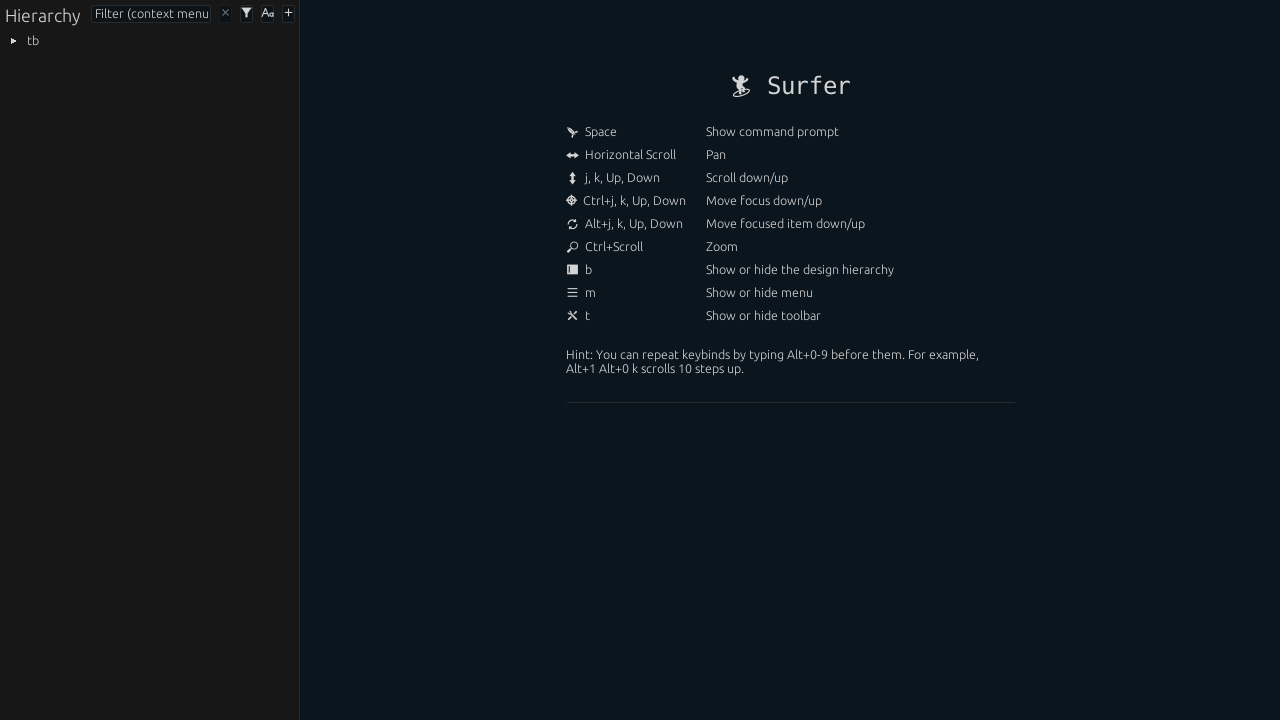 Hierarchy Filter (context menu Aa +
tb
Surfer
Space Show command prompt
Horizontal Scroll Pan
j, k, Up, Down Scroll down/up
Ctrl+j, k, Up, Down Move focus down/up
Alt+j, k, Up, Down Move focused item down/up
Ctrl+Scroll Zoom
b Show or hide the design hierarchy
m Show or hide menu
t Show or hide toolbar
Hint: You can repeat keybinds by typing Alt+0-9 before them. For example,
Alt+1 Alt+0 k scrolls 10 steps up.